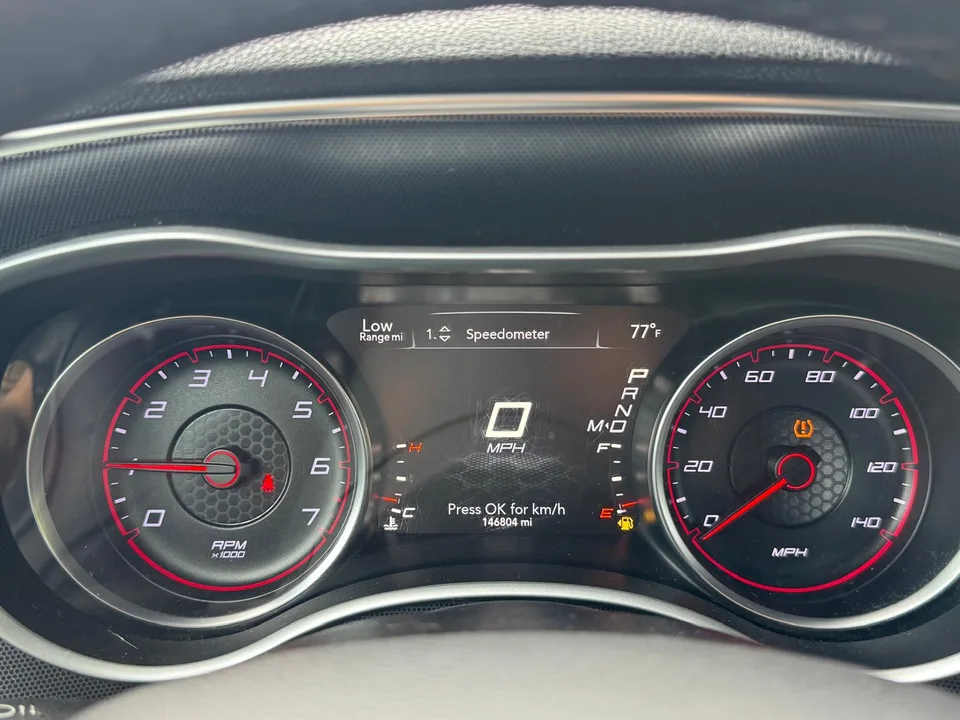 Low
Range mi
1. Speedometer
77°F
0
MPH
P
R
N
M‹D
H
C
F
E
Press OK for km/h
146804 mi
0
1
2
3
4
5
6
7
RPM
x1000
0
20
40
60
80
100
120
140
MPH